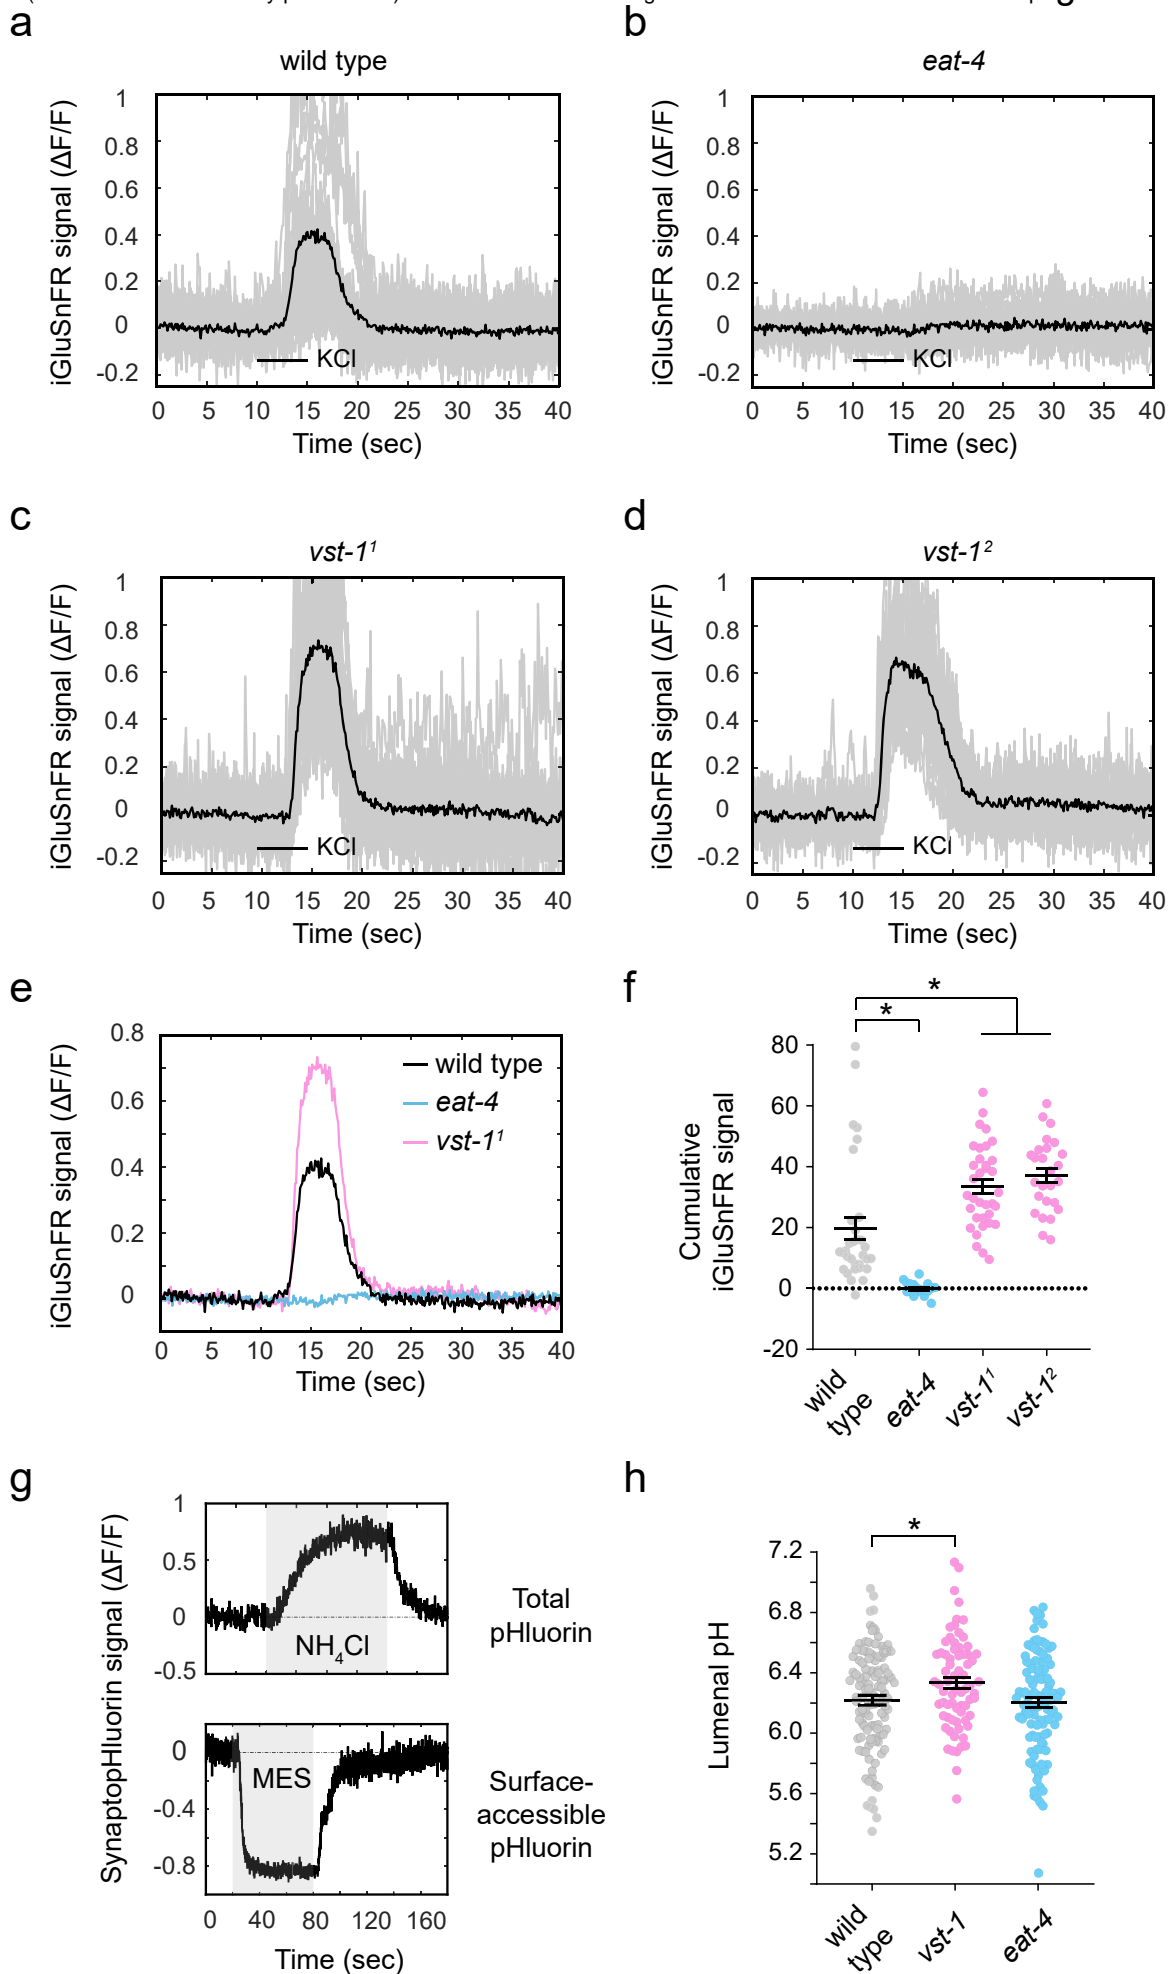 a
wild type
iGluSnFR signal (ΔF/F)
1
0.8
0.6
0.4
0.2
0
-0.2
KCl
0 5 10 15 20 25 30 35 40
Time (sec)
b
eat-4
iGluSnFR signal (ΔF/F)
1
0.8
0.6
0.4
0.2
0
-0.2
KCl
0 5 10 15 20 25 30 35 40
Time (sec)
c
vst-1¹
iGluSnFR signal (ΔF/F)
1
0.8
0.6
0.4
0.2
0
-0.2
KCl
0 5 10 15 20 25 30 35 40
Time (sec)
d
vst-1²
iGluSnFR signal (ΔF/F)
1
0.8
0.6
0.4
0.2
0
-0.2
KCl
0 5 10 15 20 25 30 35 40
Time (sec)
e
iGluSnFR signal (ΔF/F)
0.8
0.6
0.4
0.2
0
wild type
eat-4
vst-1¹
0 5 10 15 20 25 30 35 40
Time (sec)
f
*
*
Cumulative
iGluSnFR signal
80
60
40
20
0
-20
wild
type
eat-4
vst-1¹
vst-1²
g
SynaptopHluorin signal (ΔF/F)
1
0.5
0
-0.5
NH₄Cl
Total
pHluorin
0
-0.4
-0.8
MES
Surface-
accessible
pHluorin
0 40 80 120 160
Time (sec)
h
*
Lumenal pH
7.2
6.8
6.4
6.0
5.6
5.2
wild
type
vst-1
eat-4